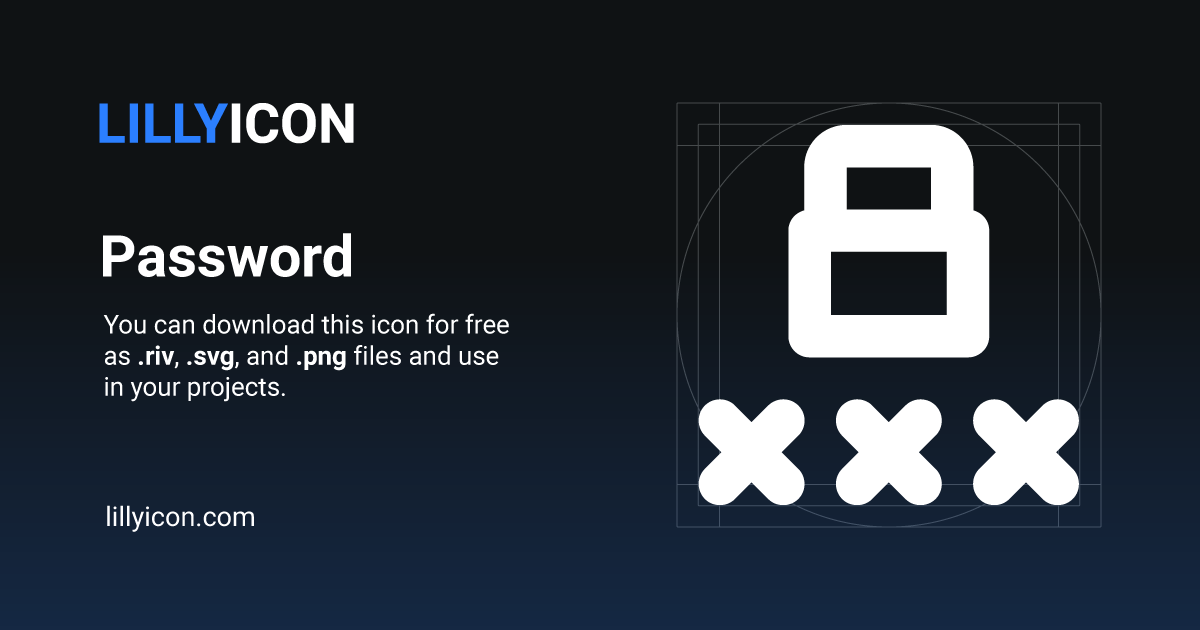 LILLYICON
Password
You can download this icon for free
as .riv, .svg, and .png files and use
in your projects.
lillyicon.com